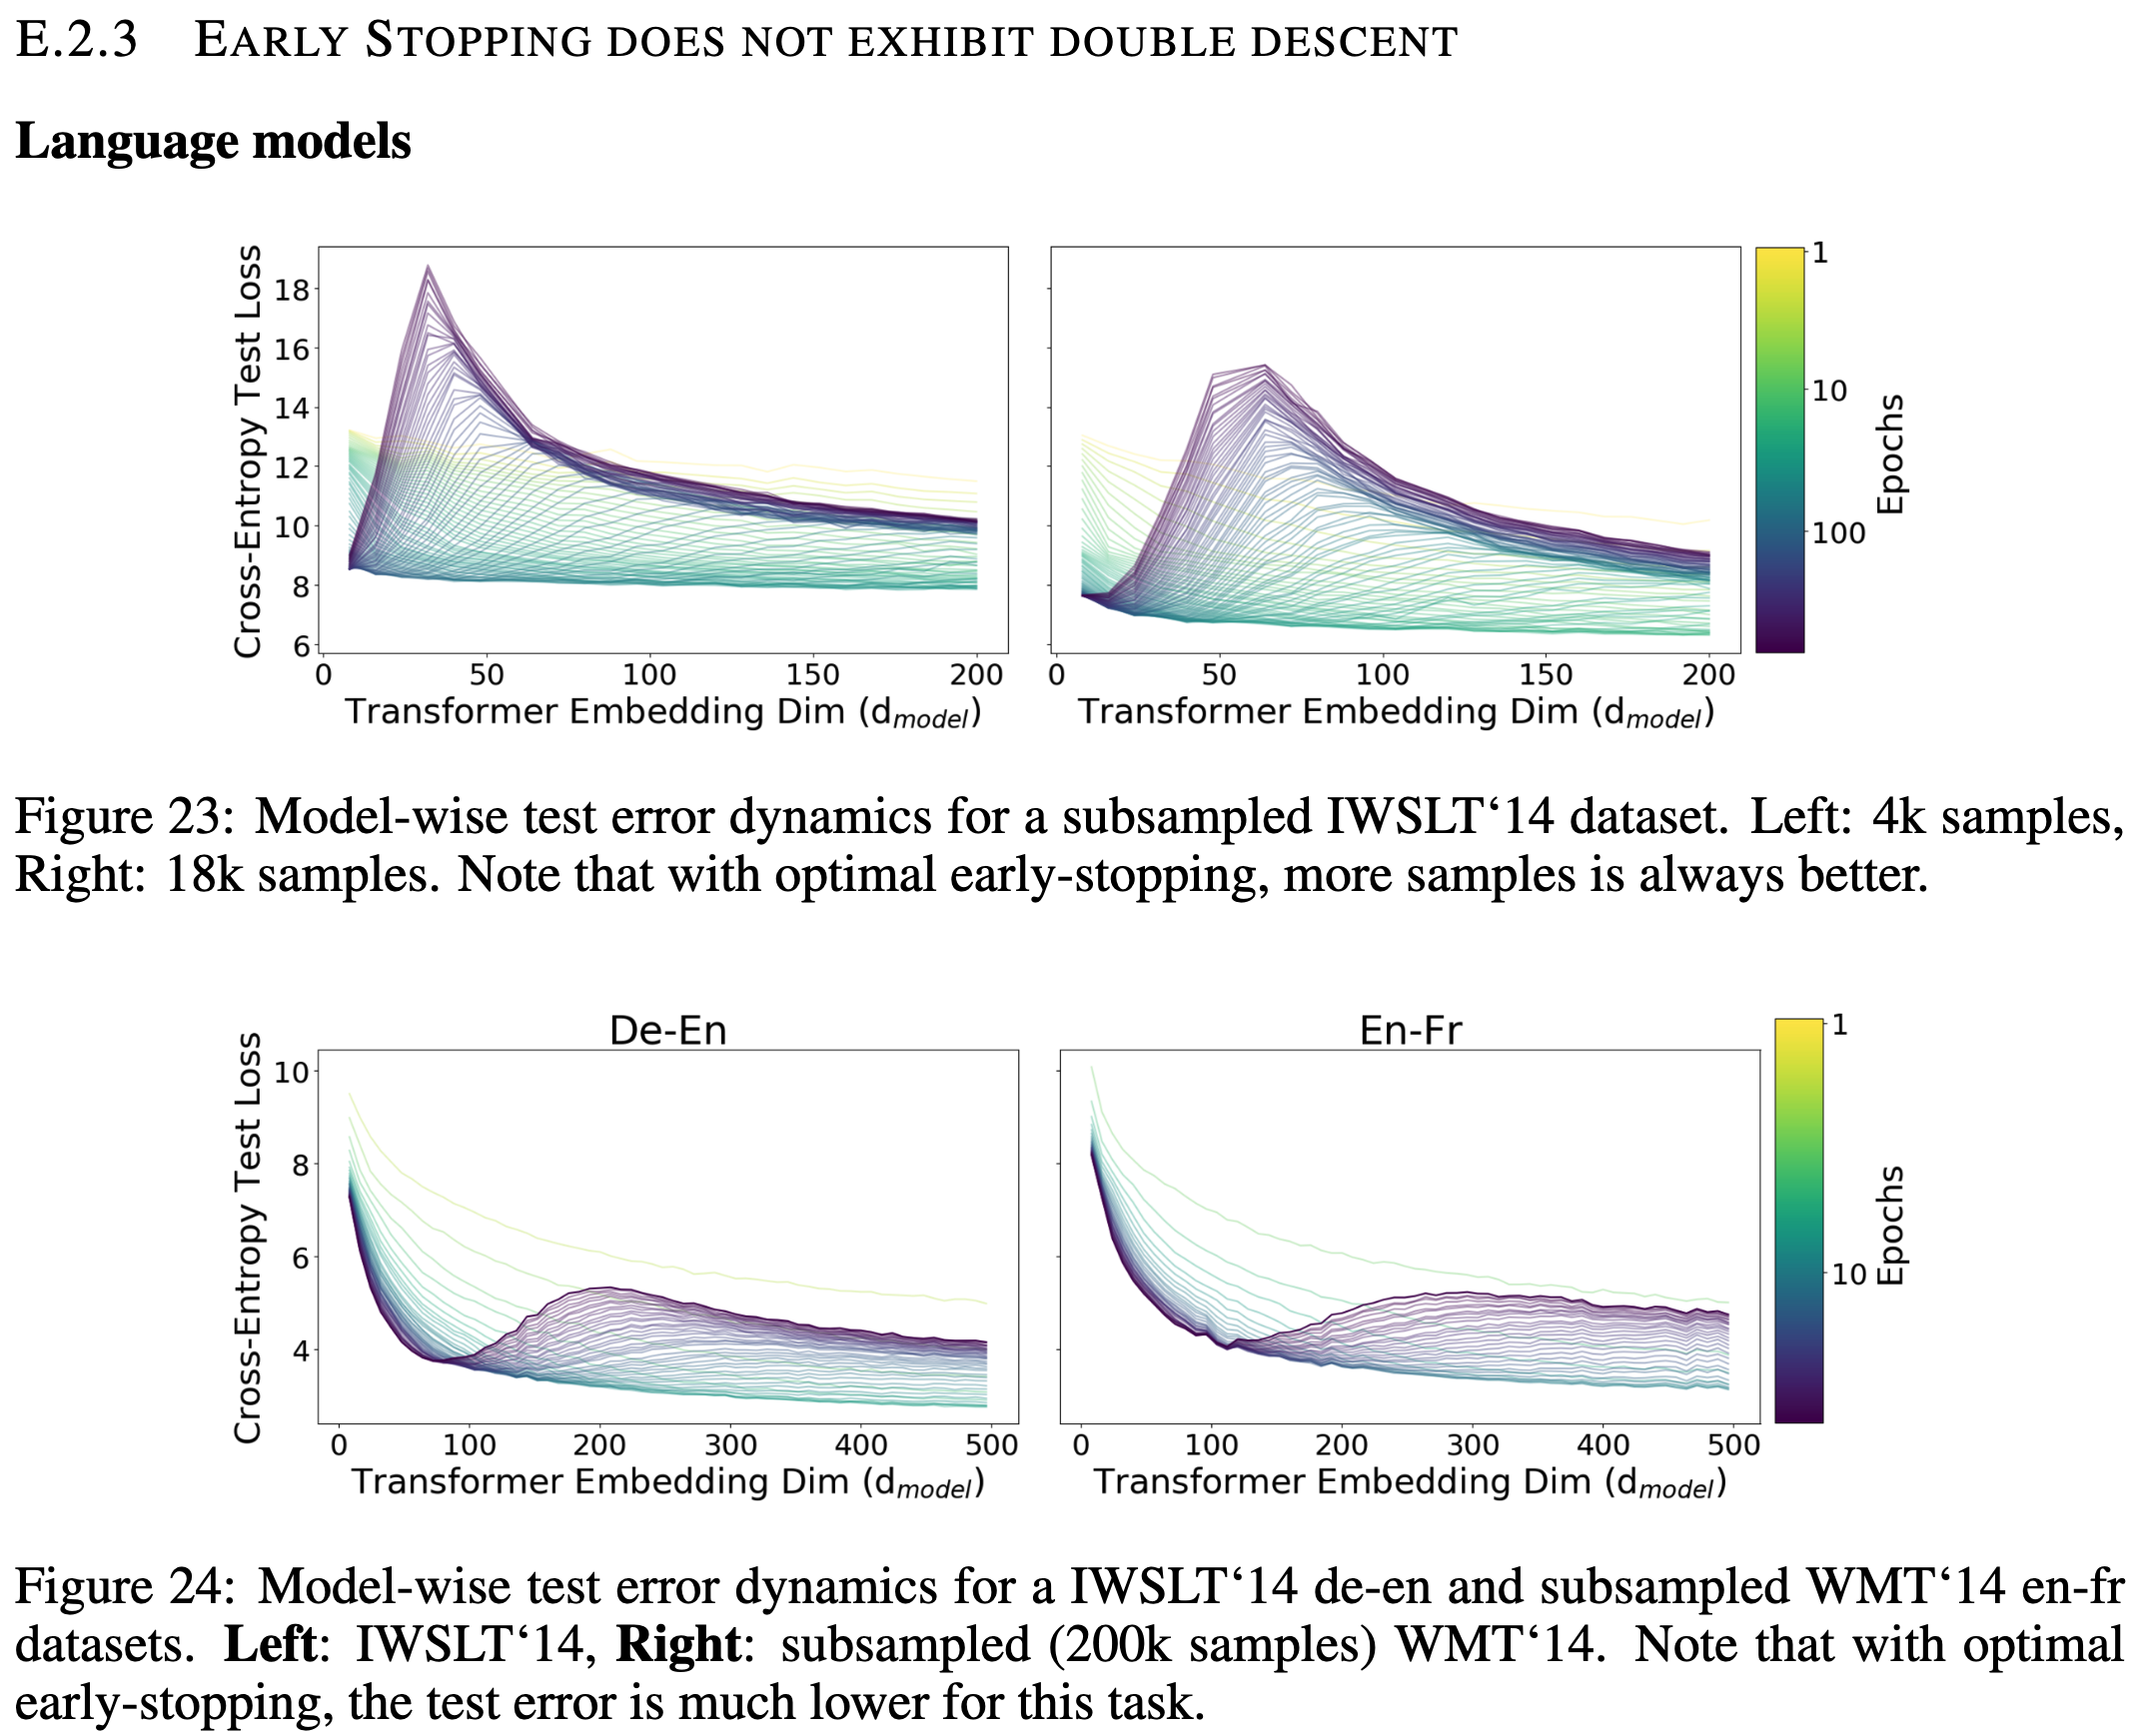 E.2.3 EARLY STOPPING DOES NOT EXHIBIT DOUBLE DESCENT
Language models
Cross-Entropy Test Loss
18
16
14
12
10
8
6
0 50 100 150 200
Transformer Embedding Dim (d_model)
0 50 100 150 200
Transformer Embedding Dim (d_model)
1
10
100
Epochs
Figure 23: Model-wise test error dynamics for a subsampled IWSLT‘14 dataset. Left: 4k samples,
Right: 18k samples. Note that with optimal early-stopping, more samples is always better.
De-En
Cross-Entropy Test Loss
10
8
6
4
0 100 200 300 400 500
Transformer Embedding Dim (d_model)
En-Fr
0 100 200 300 400 500
Transformer Embedding Dim (d_model)
1
10
Epochs
Figure 24: Model-wise test error dynamics for a IWSLT‘14 de-en and subsampled WMT‘14 en-fr
datasets. Left: IWSLT‘14, Right: subsampled (200k samples) WMT‘14. Note that with optimal
early-stopping, the test error is much lower for this task.